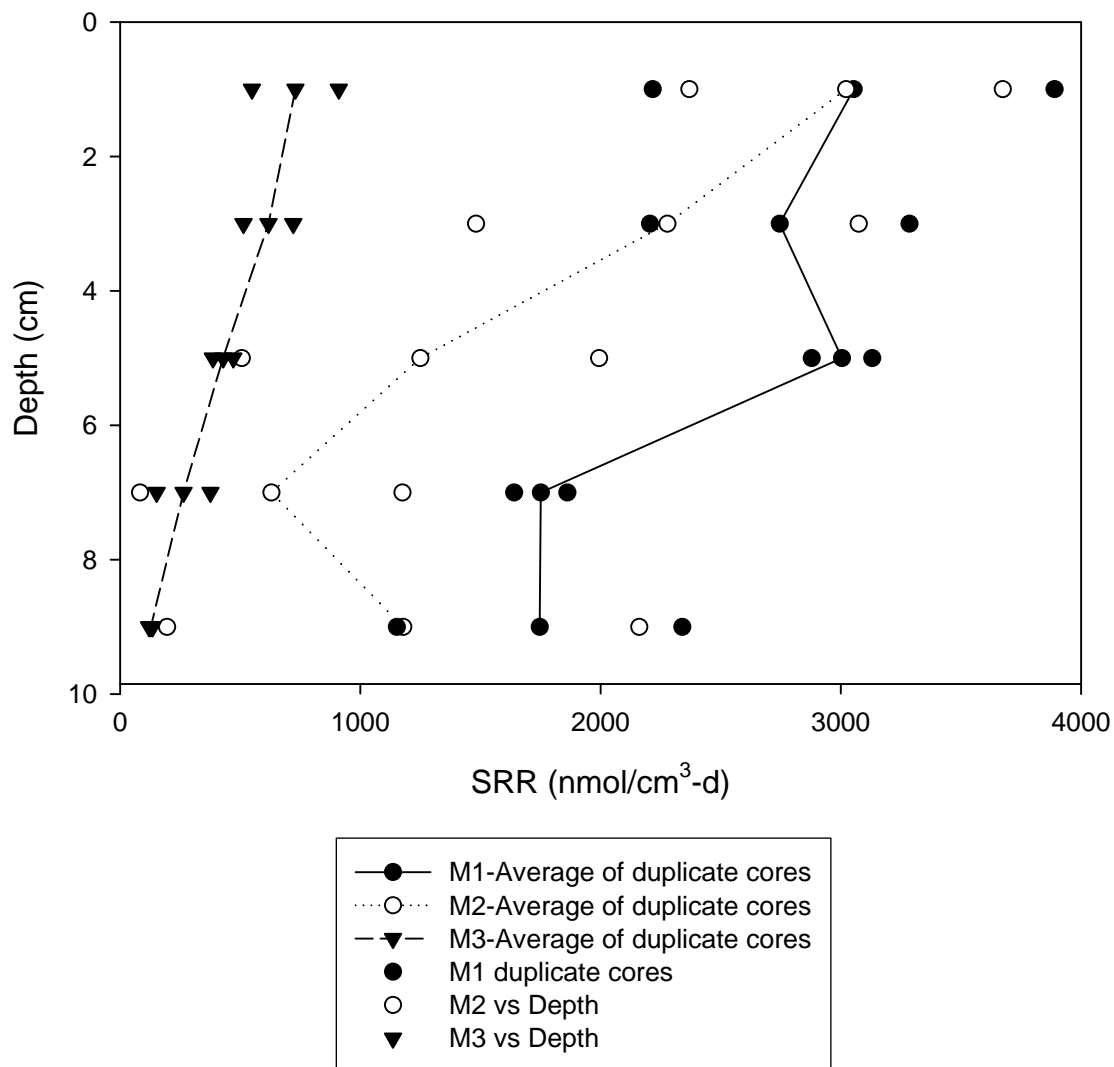 0
2
4
6
8
10
Depth (cm)
0 1000 2000 3000 4000
SRR (nmol/cm³-d)
M1-Average of duplicate cores
M2-Average of duplicate cores
M3-Average of duplicate cores
M1 duplicate cores
M2 vs Depth
M3 vs Depth